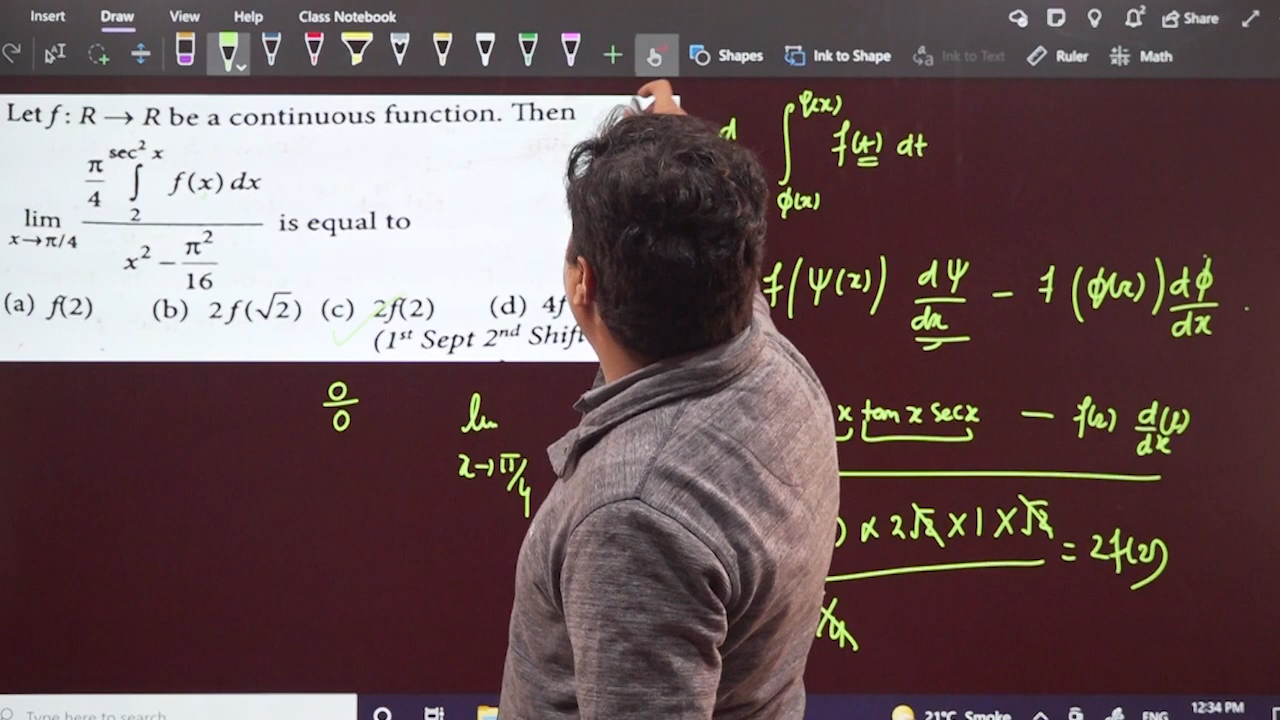 Insert Draw View Help Class Notebook Share
Shapes Ink to Shape Ink to Text Ruler Math
Let f : R → R be a continuous function. Then
lim x→π/4 π/4 ∫ 2 sec² x f(x) dx / x² − π²/16 is equal to
(a) f(2) (b) 2f(√2) (c) 2f(2) (d) 4f
(1st Sept 2nd Shift
∫ φ(x) f(t) dt
f(Ψ(x)) dΨ/dx − f(φ(x)) dφ/dx
0/0 lim x→π/4
x tan x sec x − f(2) d/dx (2)
× 2√2 × 1 × √2 = 2f(2)
Type here to search
21°C Smoke ENG 12:34 PM